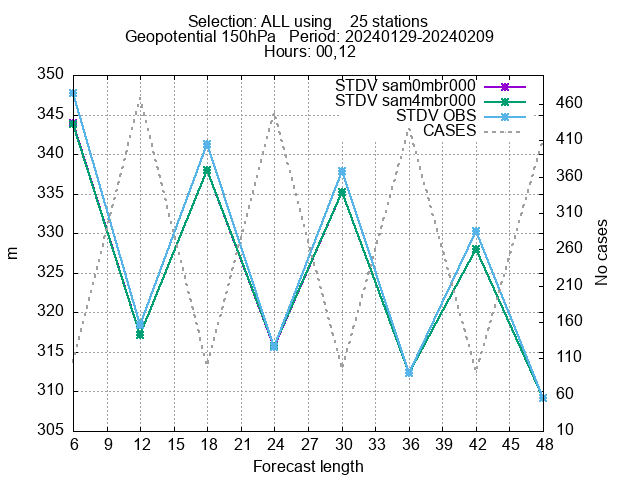 Selection: ALL using    25 stations
Geopotential 150hPa   Period: 20240129-20240209
Hours: 00,12
STDV sam0mbr000
STDV sam4mbr000
STDV OBS
CASES
350
345
340
335
330
325
320
315
310
305
m
460
410
360
310
260
210
160
110
60
10
No cases
6 9 12 15 18 21 24 27 30 33 36 39 42 45 48
Forecast length